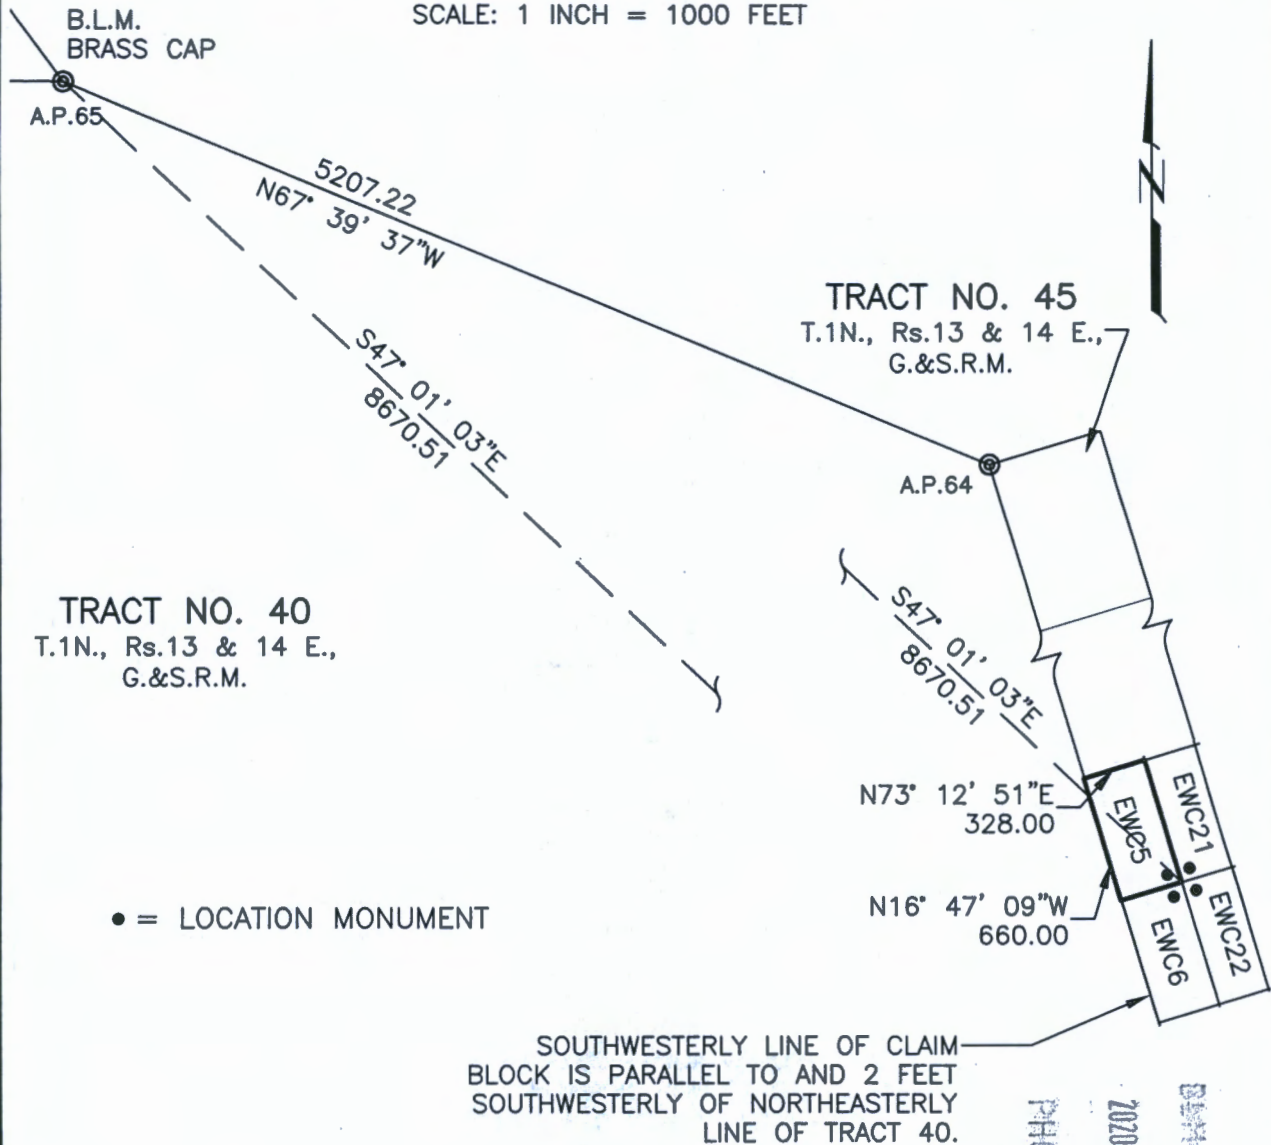 SCALE: 1 INCH = 1000 FEET
B.L.M.
BRASS CAP
A.P.65
5207.22
N67° 39' 37"W
S47° 01' 03"E
8670.51
TRACT NO. 45
T.1N., Rs.13 & 14 E.,
G.&S.R.M.
A.P.64
TRACT NO. 40
T.1N., Rs.13 & 14 E.,
G.&S.R.M.
S47° 01' 03"E
8670.51
N73° 12' 51"E
328.00
EWC5
EWC21
N16° 47' 09"W
660.00
EWC6
EWC22
● = LOCATION MONUMENT
SOUTHWESTERLY LINE OF CLAIM
BLOCK IS PARALLEL TO AND 2 FEET
SOUTHWESTERLY OF NORTHEASTERLY
LINE OF TRACT 40.
N
2020